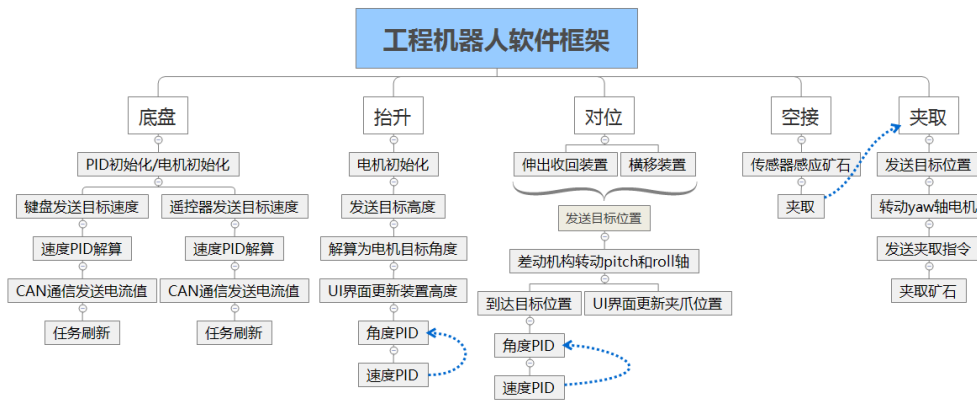 工程机器人软件框架
底盘
抬升
对位
空接
夹取
PID初始化/电机初始化
电机初始化
伸出收回装置
横移装置
传感器感应矿石
发送目标位置
键盘发送目标速度
遥控器发送目标速度
发送目标高度
发送目标位置
夹取
转动yaw轴电机
速度PID解算
速度PID解算
解算为电机目标角度
差动机构转动pitch和roll轴
发送夹取指令
CAN通信发送电流值
CAN通信发送电流值
UI界面更新装置高度
到达目标位置
UI界面更新夹爪位置
夹取矿石
任务刷新
任务刷新
角度PID
角度PID
速度PID
速度PID